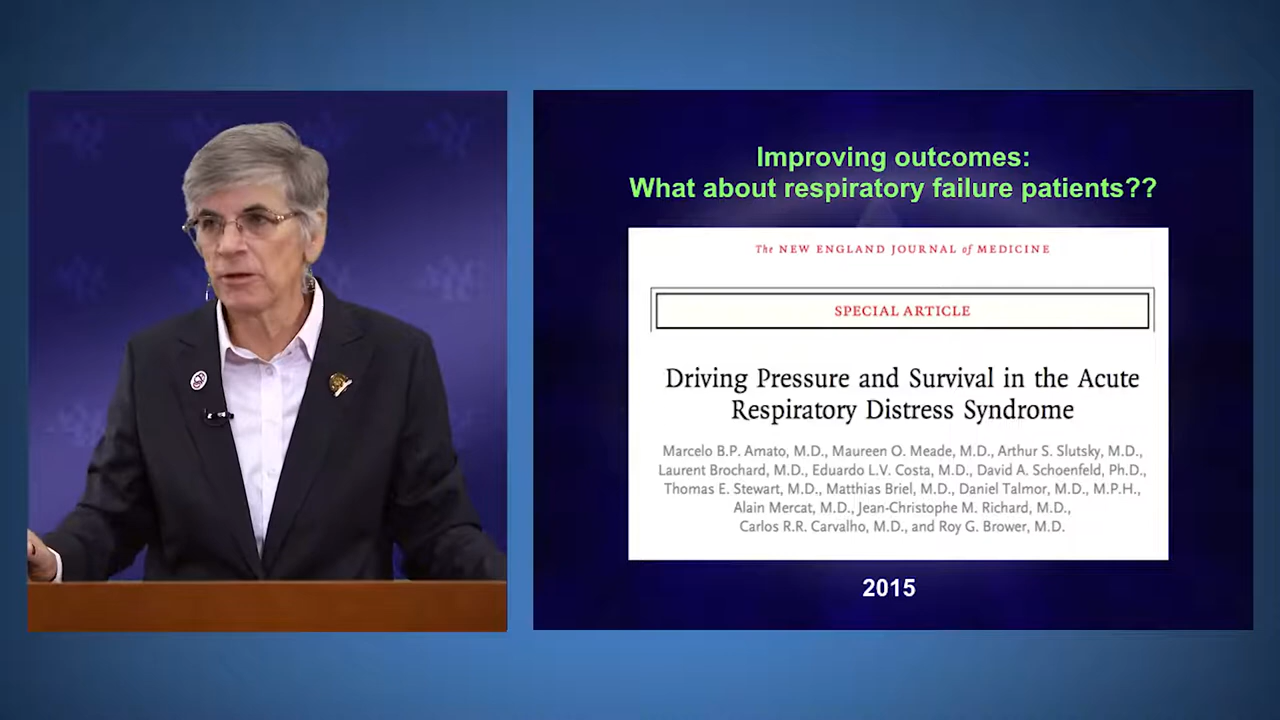 Improving outcomes:
What about respiratory failure patients??
The NEW ENGLAND JOURNAL of MEDICINE
SPECIAL ARTICLE
Driving Pressure and Survival in the Acute
Respiratory Distress Syndrome
Marcelo B.P. Amato, M.D., Maureen O. Meade, M.D., Arthur S. Slutsky, M.D.,
Laurent Brochard, M.D., Eduardo L.V. Costa, M.D., David A. Schoenfeld, Ph.D.,
Thomas E. Stewart, M.D., Matthias Briel, M.D., Daniel Talmor, M.D., M.P.H.,
Alain Mercat, M.D., Jean-Christophe M. Richard, M.D.,
Carlos R.R. Carvalho, M.D., and Roy G. Brower, M.D.
2015